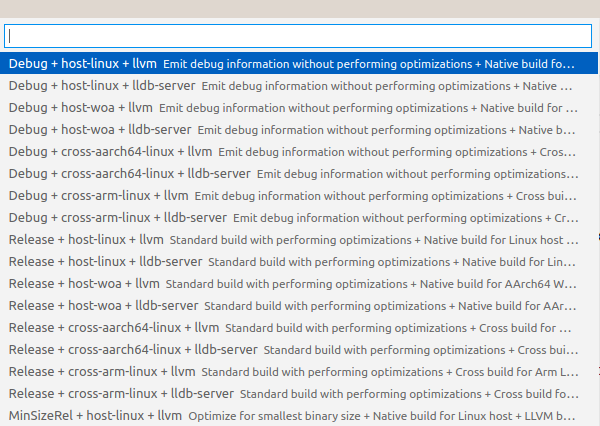 Debug + host-linux + llvm Emit debug information without performing optimizations + Native build fo...
Debug + host-linux + lldb-server Emit debug information without performing optimizations + Native ...
Debug + host-woa + llvm Emit debug information without performing optimizations + Native build for ...
Debug + host-woa + lldb-server Emit debug information without performing optimizations + Native b...
Debug + cross-aarch64-linux + llvm Emit debug information without performing optimizations + Cros...
Debug + cross-aarch64-linux + lldb-server Emit debug information without performing optimizations...
Debug + cross-arm-linux + llvm Emit debug information without performing optimizations + Cross bui...
Debug + cross-arm-linux + lldb-server Emit debug information without performing optimizations + Cr...
Release + host-linux + llvm Standard build with performing optimizations + Native build for Linux host ...
Release + host-linux + lldb-server Standard build with performing optimizations + Native build for Lin...
Release + host-woa + llvm Standard build with performing optimizations + Native build for AArch64 W...
Release + host-woa + lldb-server Standard build with performing optimizations + Native build for AAr...
Release + cross-aarch64-linux + llvm Standard build with performing optimizations + Cross build for ...
Release + cross-aarch64-linux + lldb-server Standard build with performing optimizations + Cross bui...
Release + cross-arm-linux + llvm Standard build with performing optimizations + Cross build for Arm L...
Release + cross-arm-linux + lldb-server Standard build with performing optimizations + Cross build fo...
MinSizeRel + host-linux + llvm Optimize for smallest binary size + Native build for Linux host + LLVM b...